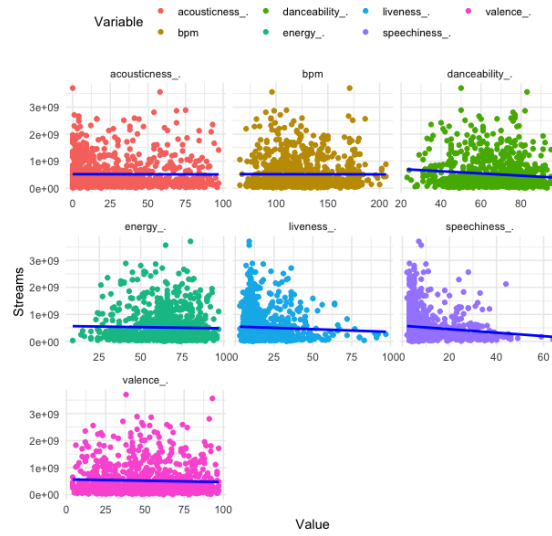 Variable
acousticness_. danceability_. liveness_. valence_.
bpm energy_. speechiness_.
acousticness_. bpm danceability_.
3e+09
2e+09
1e+09
0e+00
0 25 50 75 100 100 150 200 20 40 60 80
energy_. liveness_. speechiness_.
Streams
3e+09
2e+09
1e+09
0e+00
25 50 75 100 0 25 50 75 100 0 20 40 60
valence_.
3e+09
2e+09
1e+09
0e+00
0 25 50 75 100
Value